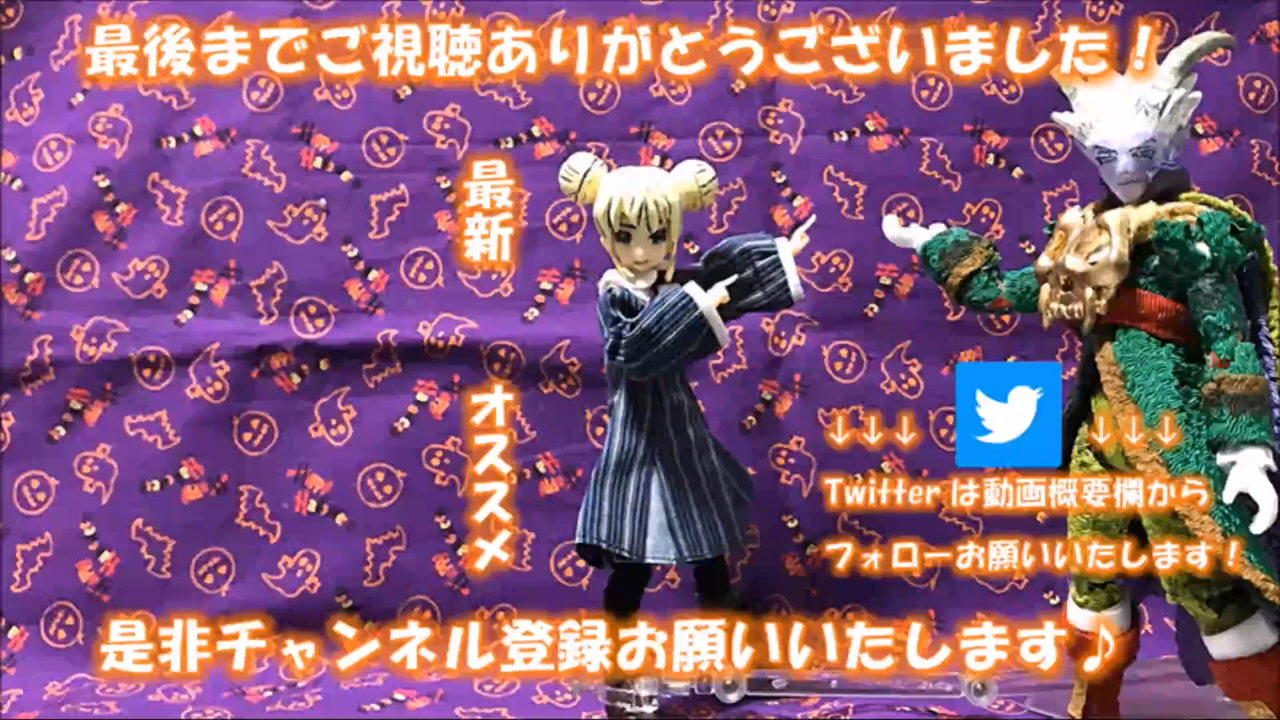 最後までご視聴ありがとうございました！
最新
オススメ
↓↓↓ ↓↓↓
Twitterは動画概要欄から
フォローお願いいたします！
是非チャンネル登録お願いいたします♪